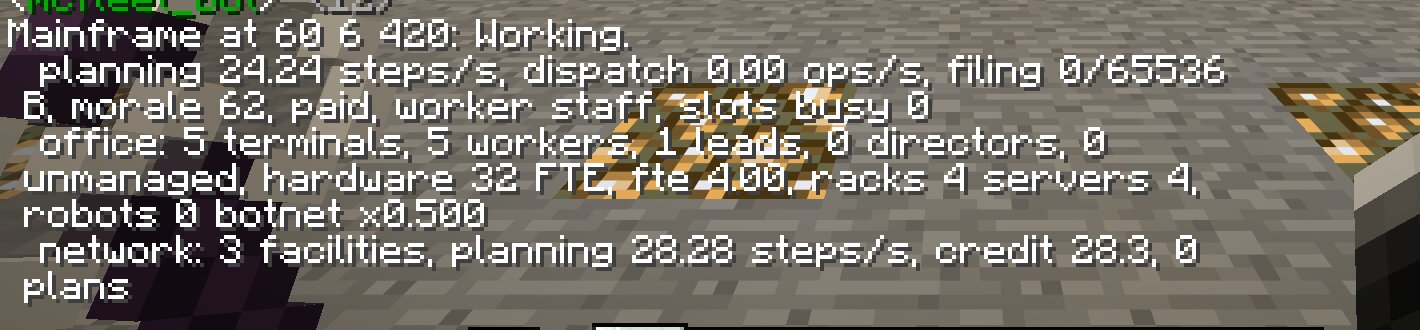 Mainframe at 60 6 420: Working.
planning 24.24 steps/s, dispatch 0.00 ops/s, filing 0/65536
B, morale 62, paid, worker staff, slots busy 0
office: 5 terminals, 5 workers, 1 leads, 0 directors, 0
unmanaged, hardware 32 FTE, fte 4.00, racks 4 servers 4,
robots 0 botnet x0.500
network: 3 facilities, planning 28.28 steps/s, credit 28.3, 0
plans